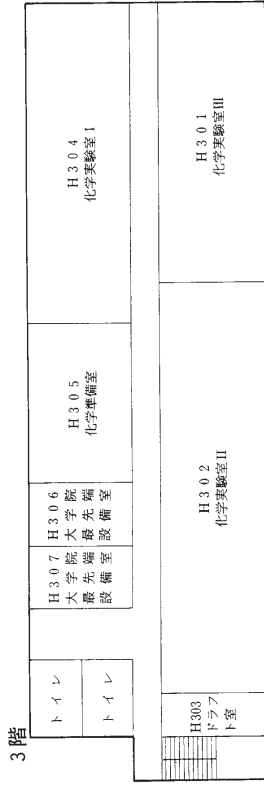 3階
トイレ
トイレ
H307
大学院
最先端
設備室
H306
大学院
最先端
設備室
H305
化学準備室
H304
化学実験室I
H303
ドラフ
ト室
H302
化学実験室II
H301
化学実験室III